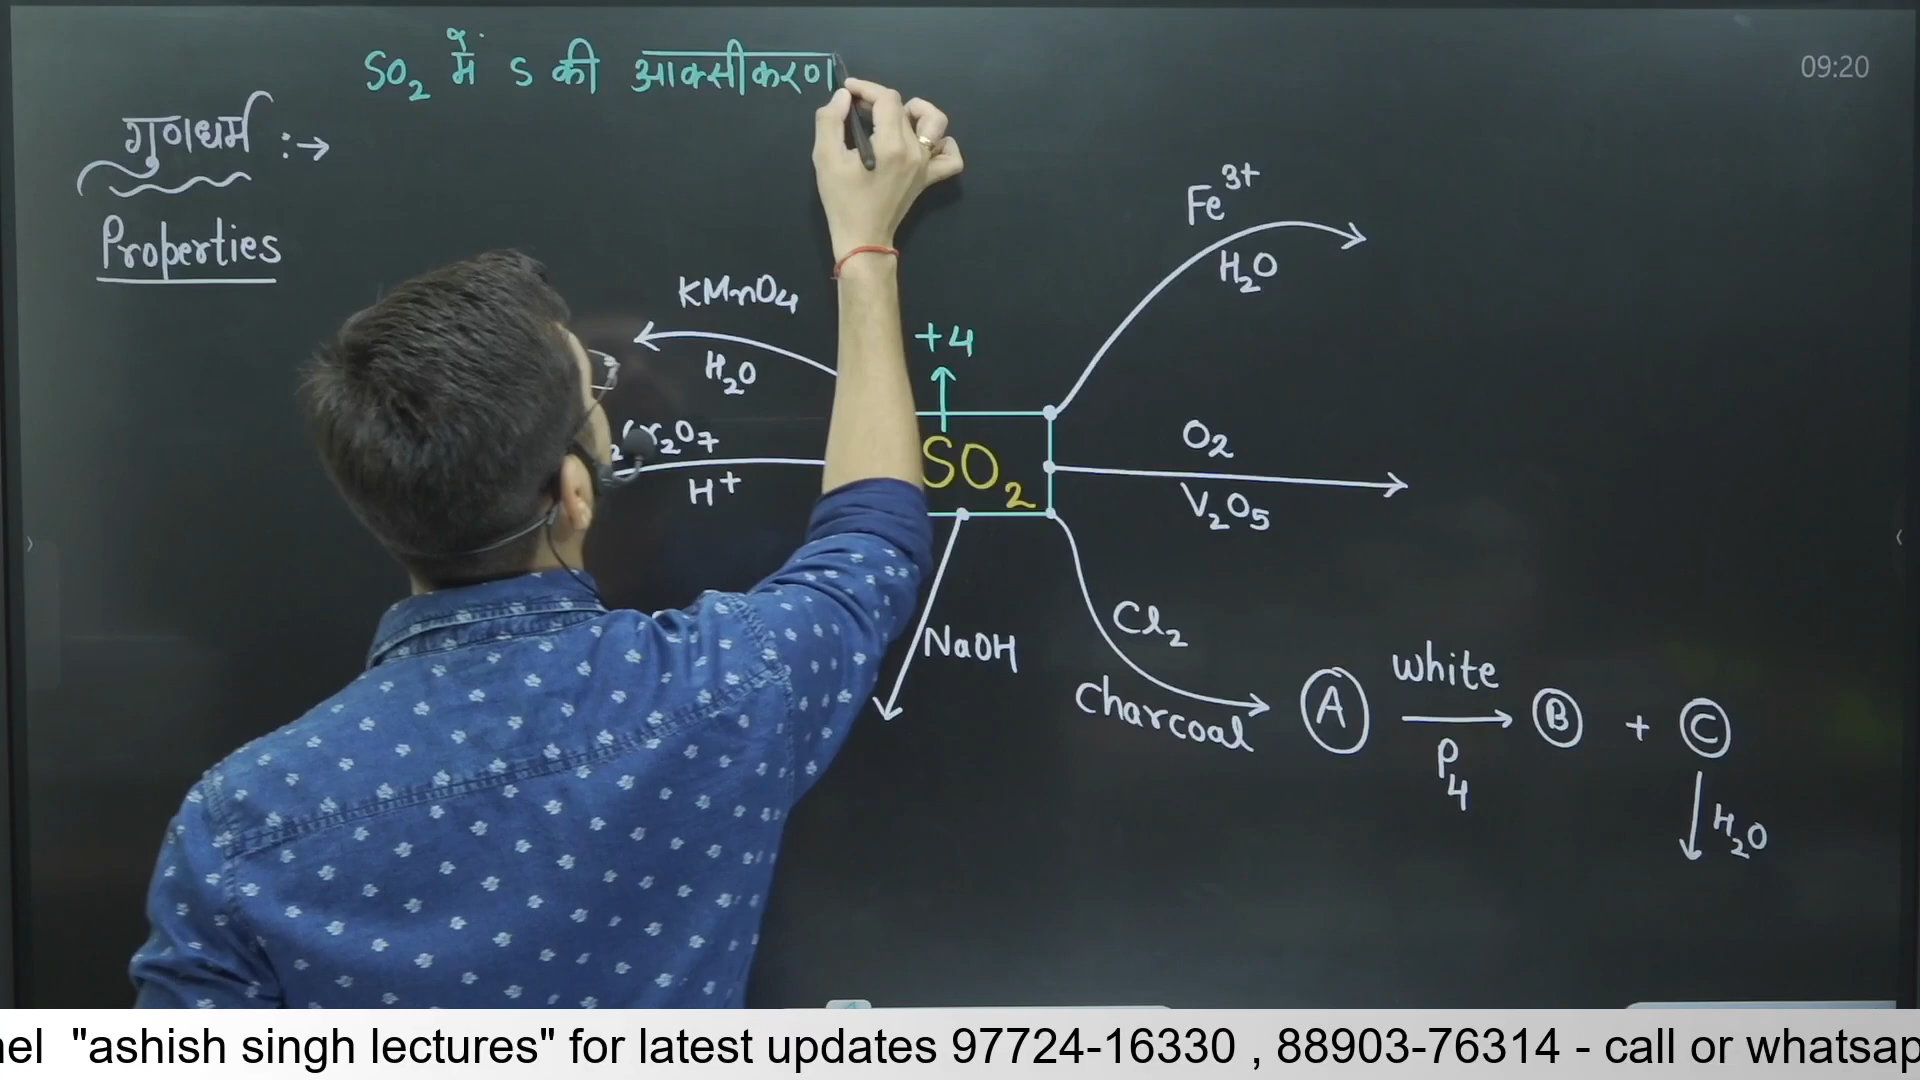 SO2 में S की आक्सीकरण
09:20
गुणधर्म :→
Properties
Fe3+
H2O
KMnO4
H2O
+4
2Cr2O7
H+
SO2
O2
V2O5
NaOH
Cl2
Charcoal
A white P4 → B + C
↓ H2O
"ashish singh lectures" for latest updates 97724-16330 , 88903-76314 - call or whatsap